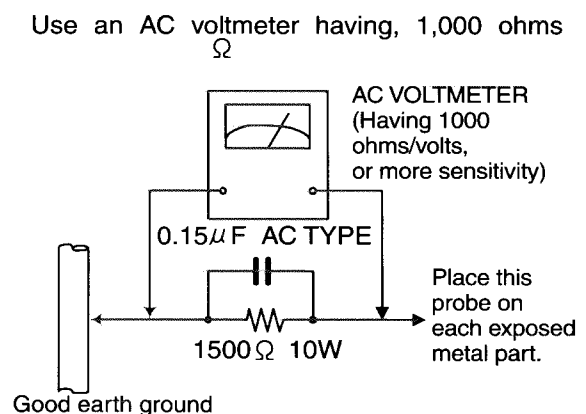 Use an AC voltmeter having, 1,000 ohms
Ω
AC VOLTMETER
(Having 1000
ohms/volts,
or more sensitivity)
0.15μF AC TYPE
Place this
probe on
each exposed
metal part.
1500Ω 10W
Good earth ground